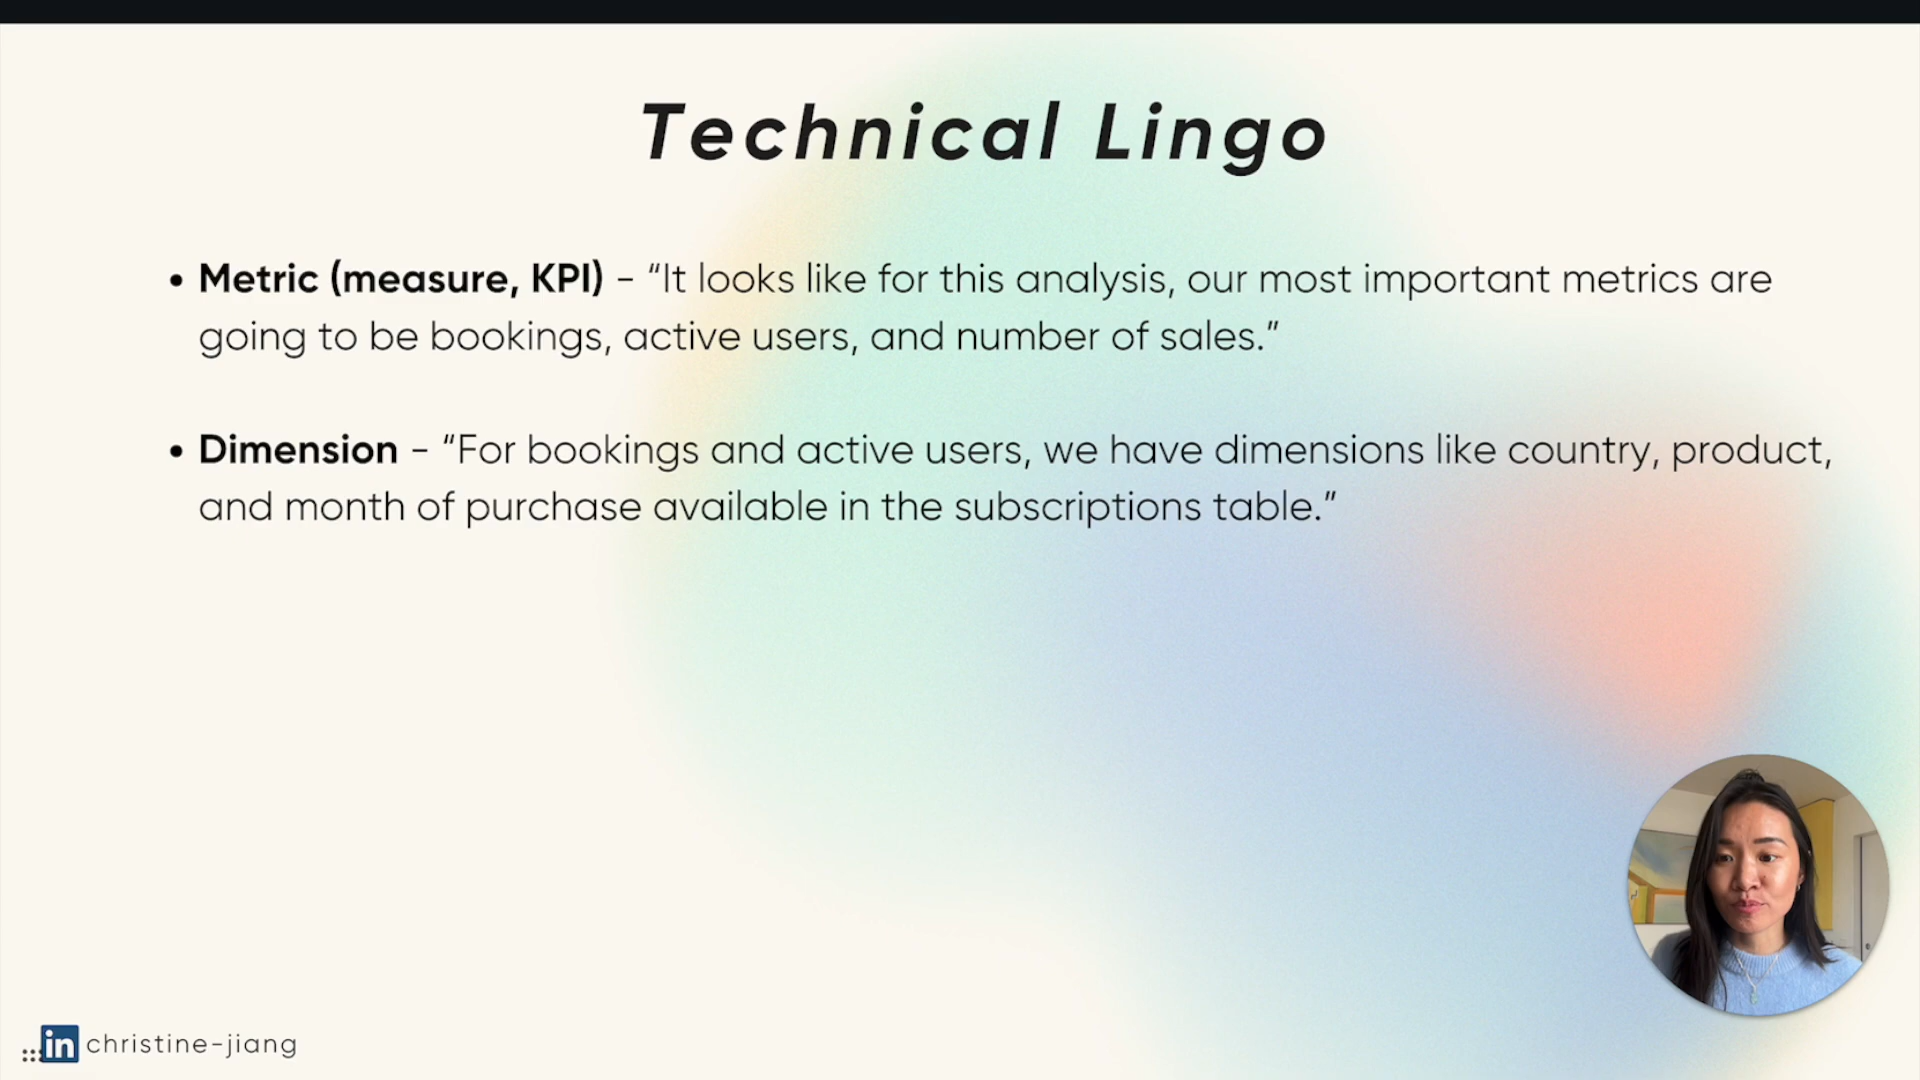 Technical Lingo
• Metric (measure, KPI) - “It looks like for this analysis, our most important metrics are
going to be bookings, active users, and number of sales.”
• Dimension - “For bookings and active users, we have dimensions like country, product,
and month of purchase available in the subscriptions table.”
in christine-jiang